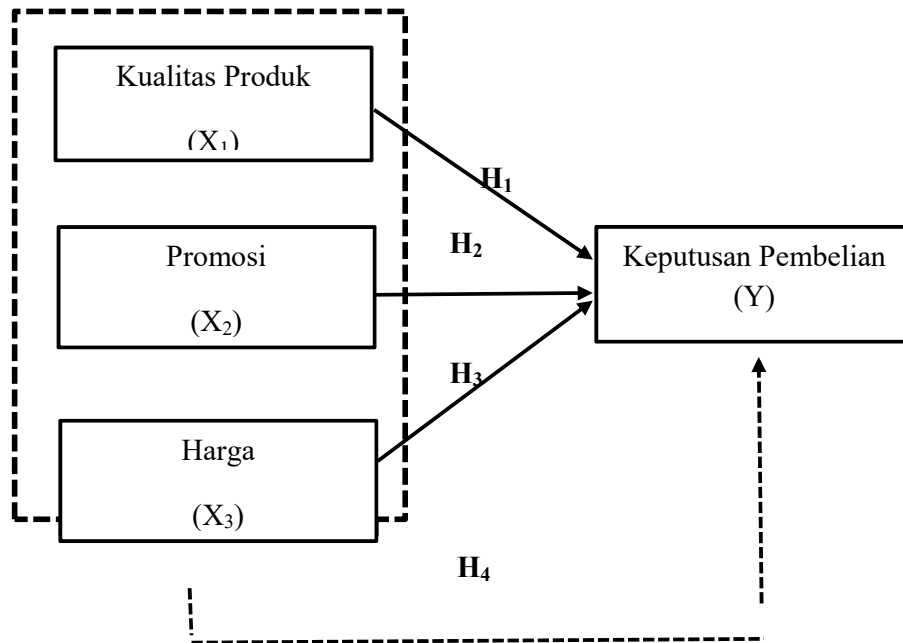 Kualitas Produk
(X₁)
H₁
H₂
Promosi
(X₂)
Keputusan Pembelian
(Y)
H₃
Harga
(X₃)
H₄